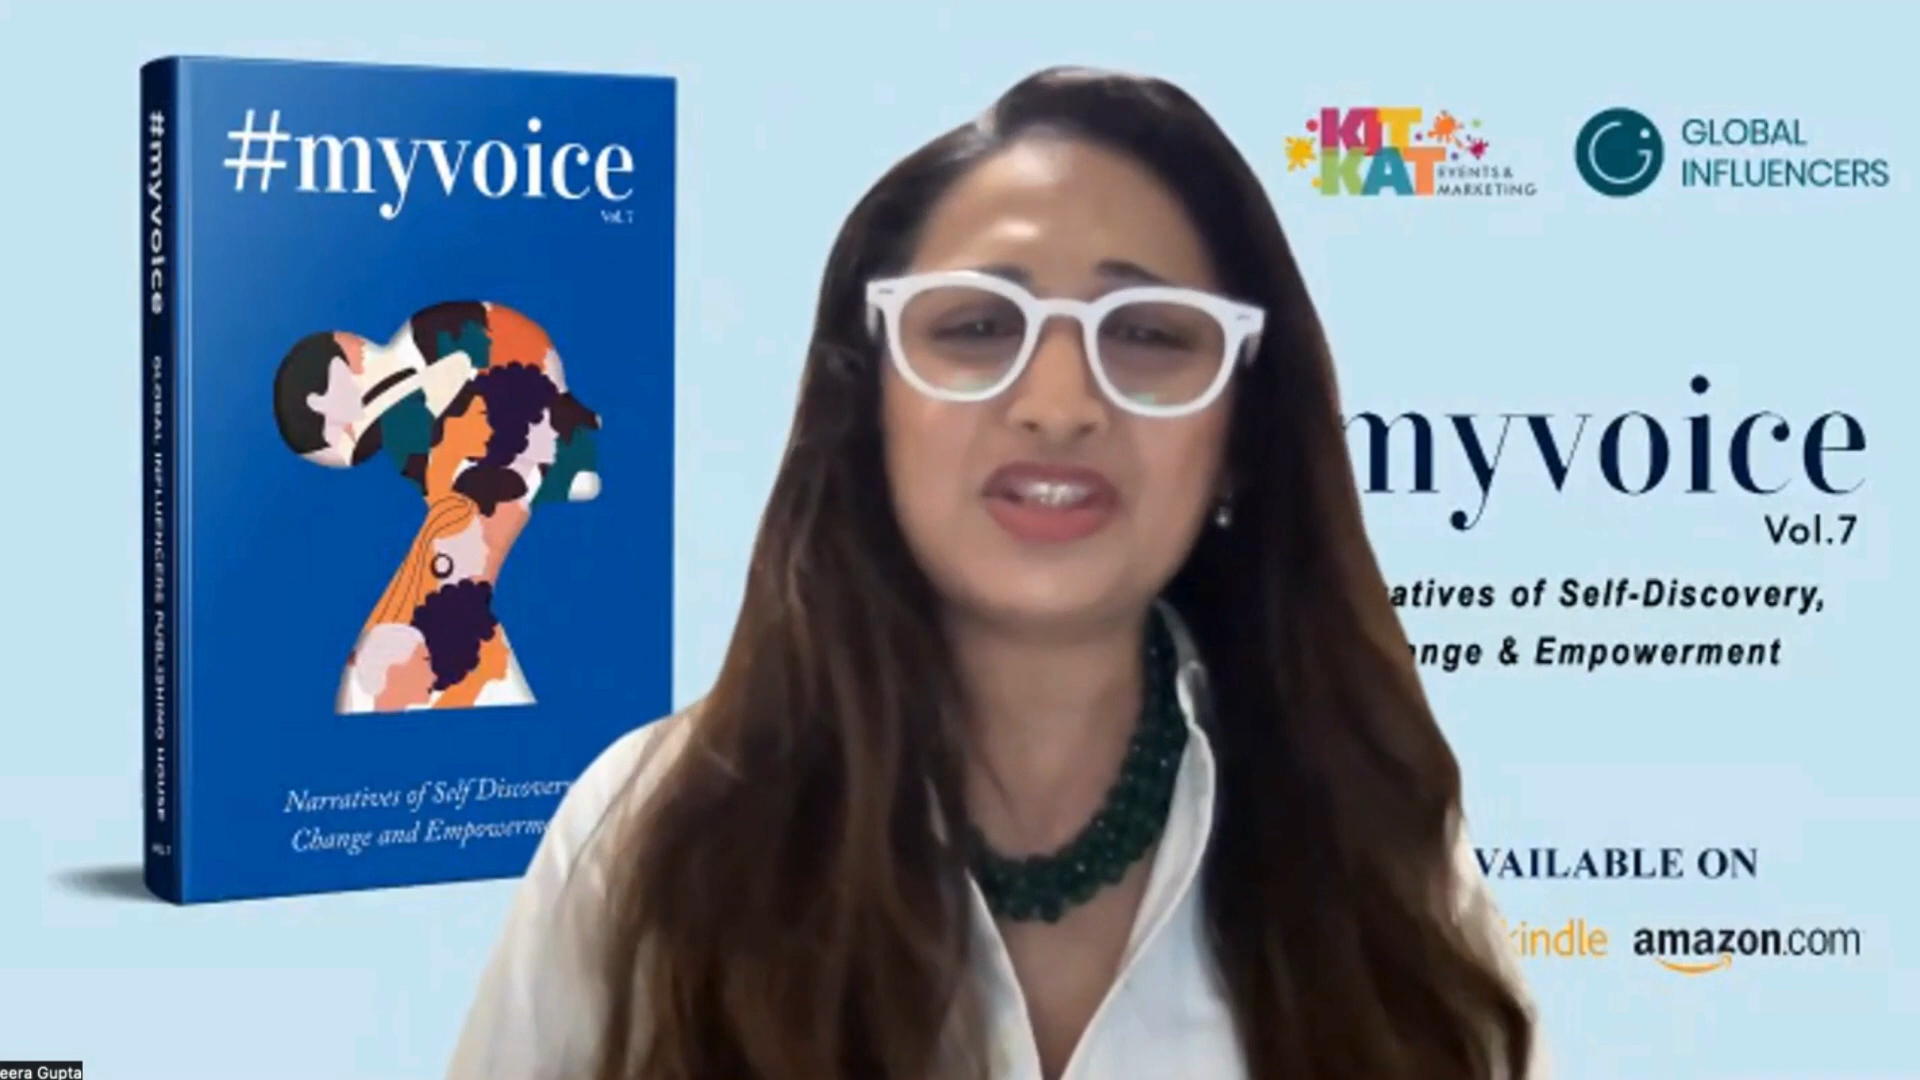 #myvoice
Vol. 7
#myvoice GLOBAL INFLUENCERS PUBLISHING HOUSE
Narratives of Self Discovery
Change and Empowerme
KIT
KAT
EVENTS &
MARKETING
GLOBAL
INFLUENCERS
myvoice
Vol.7
atives of Self-Discovery,
nge & Empowerment
VAILABLE ON
kindle amazon.com
eera Gupta